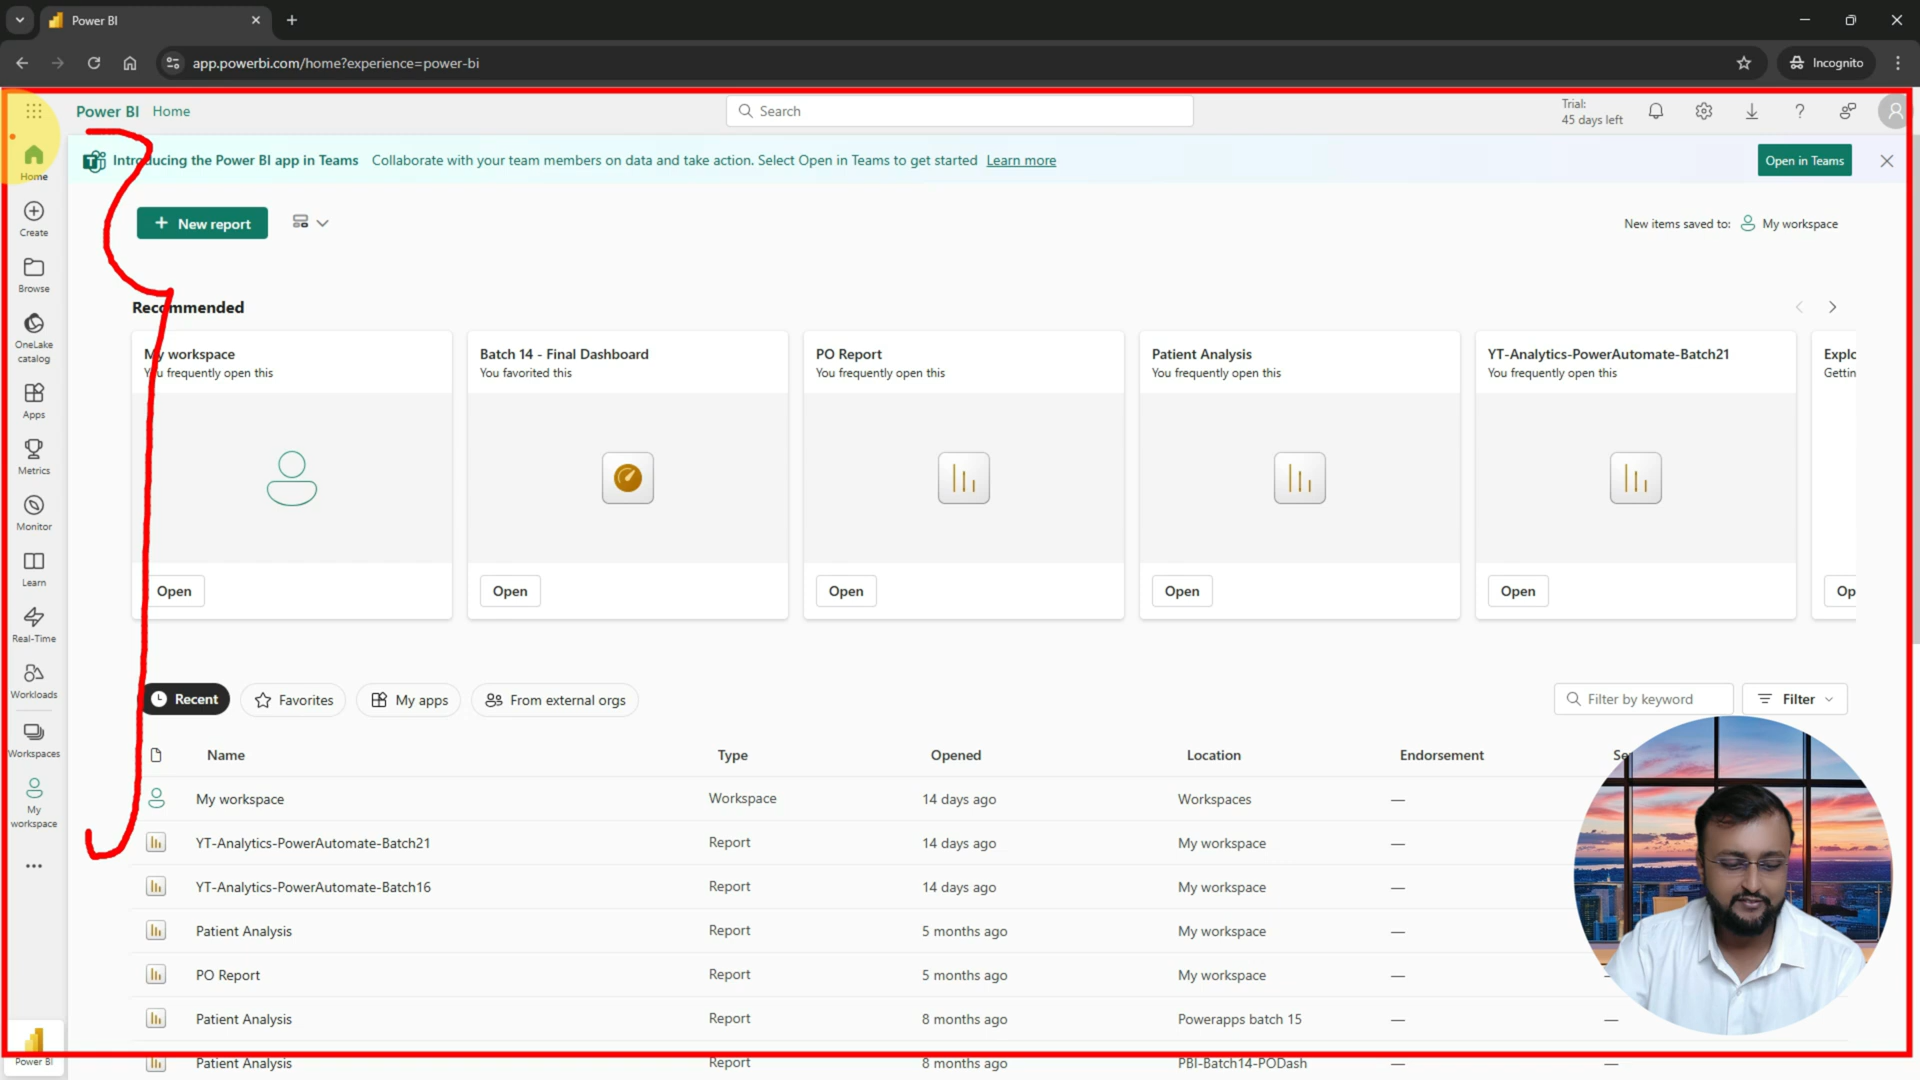 Power BI
app.powerbi.com/home?experience=power-bi
Incognito
Power BI Home
Search
Trial:
45 days left
Introducing the Power BI app in Teams Collaborate with your team members on data and take action. Select Open in Teams to get started Learn more
Open in Teams
Home
Create
Browse
OneLake
catalog
Apps
Metrics
Monitor
Learn
Real-Time
Workloads
Workspaces
My
workspace
Power BI
New report
New items saved to: My workspace
Recommended
My workspace
You frequently open this
Open
Batch 14 - Final Dashboard
You favorited this
Open
PO Report
You frequently open this
Open
Patient Analysis
You frequently open this
Open
YT-Analytics-PowerAutomate-Batch21
You frequently open this
Open
Explo
Gettin
Op
Recent Favorites My apps From external orgs
Filter by keyword Filter
Name Type Opened Location Endorsement Se
My workspace Workspace 14 days ago Workspaces —
YT-Analytics-PowerAutomate-Batch21 Report 14 days ago My workspace —
YT-Analytics-PowerAutomate-Batch16 Report 14 days ago My workspace —
Patient Analysis Report 5 months ago My workspace —
PO Report Report 5 months ago My workspace —
Patient Analysis Report 8 months ago Powerapps batch 15 — —
Patient Analysis Report 8 months ago PBI-Batch14-PODash — —